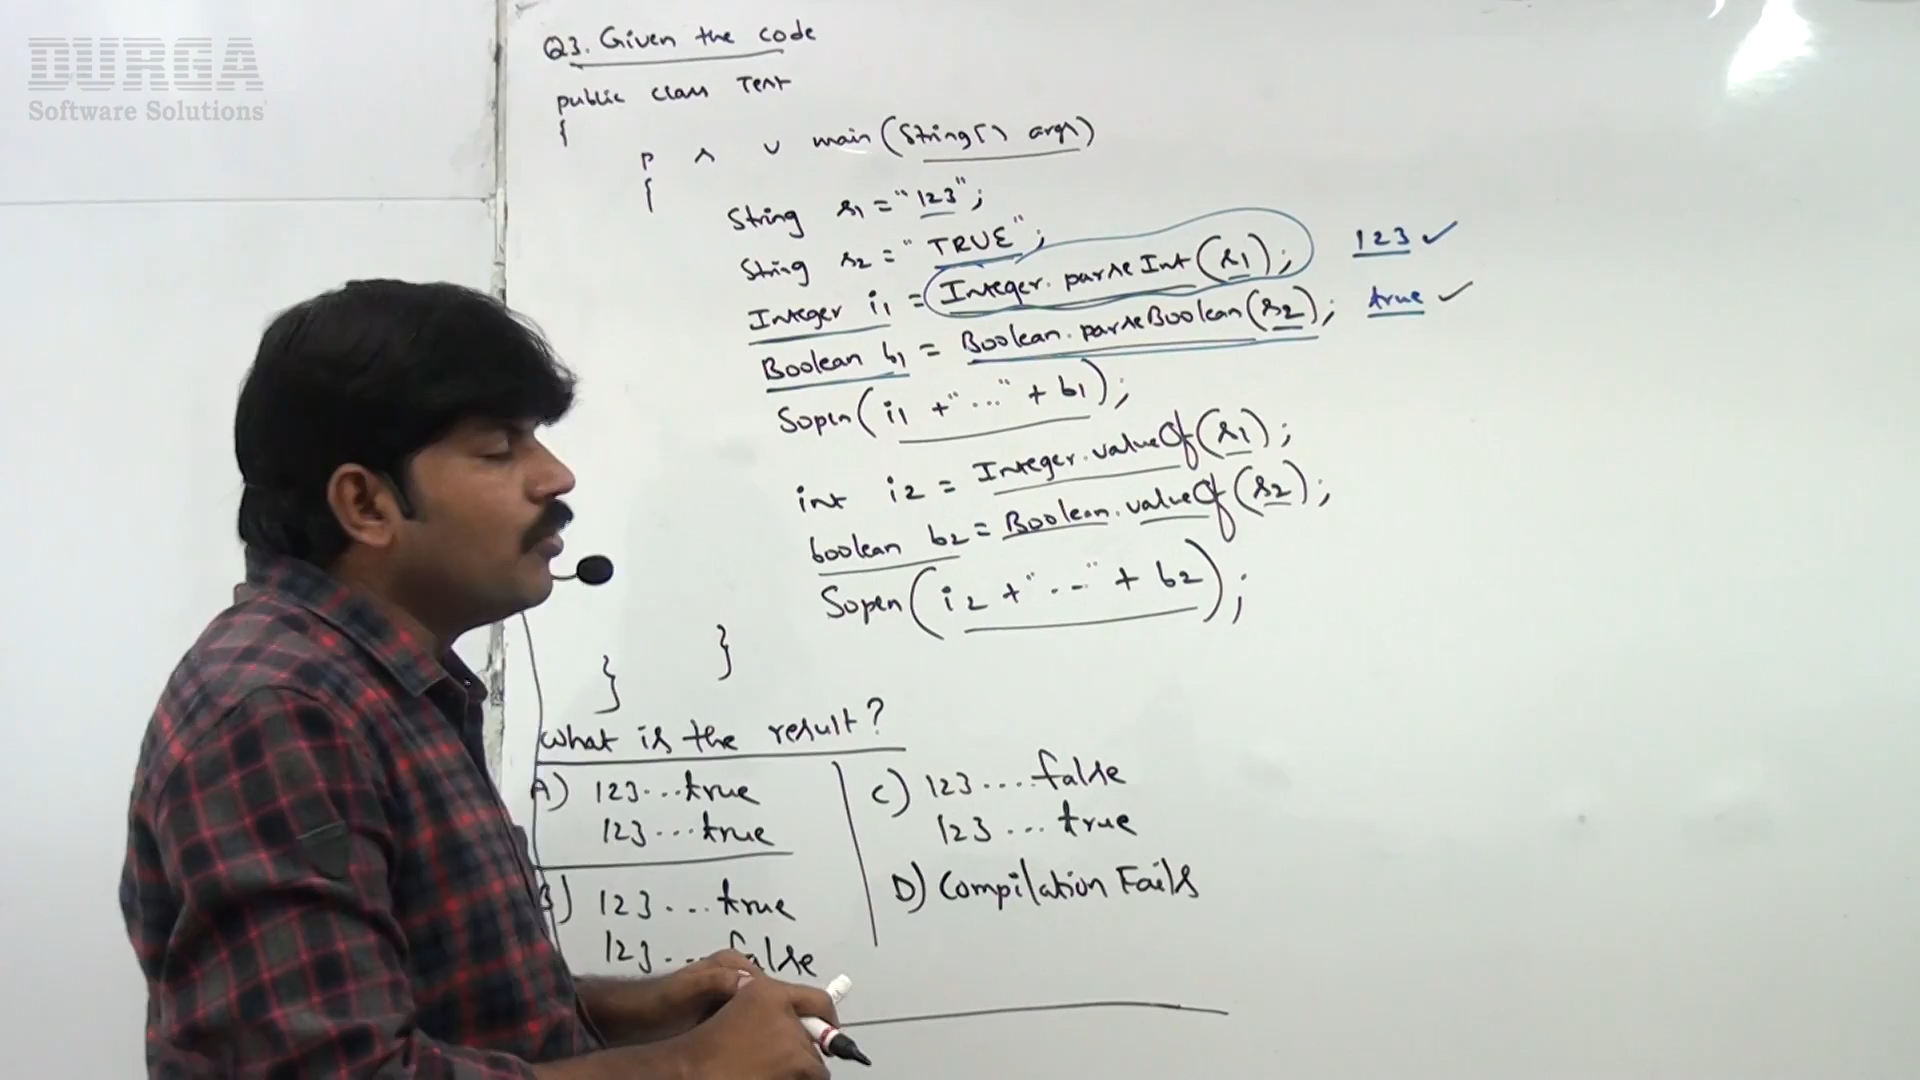 DURGA
Software Solutions
Q3. Given the code
public class Test
{
p s v main(String[] args)
{
String s1 = "123";
String s2 = "TRUE";
Integer i1 = Integer.parseInt(s1); 123 ✓
Boolean b1 = Boolean.parseBoolean(s2); true ✓
Sopln(i1 + "..." + b1);
int i2 = Integer.valueOf(s1);
boolean b2 = Boolean.valueOf(s2);
Sopln(i2 + "..." + b2);
}
}
What is the result?
A) 123...true
123...true
B) 123...true
123...false
C) 123....false
123...true
D) Compilation Fails